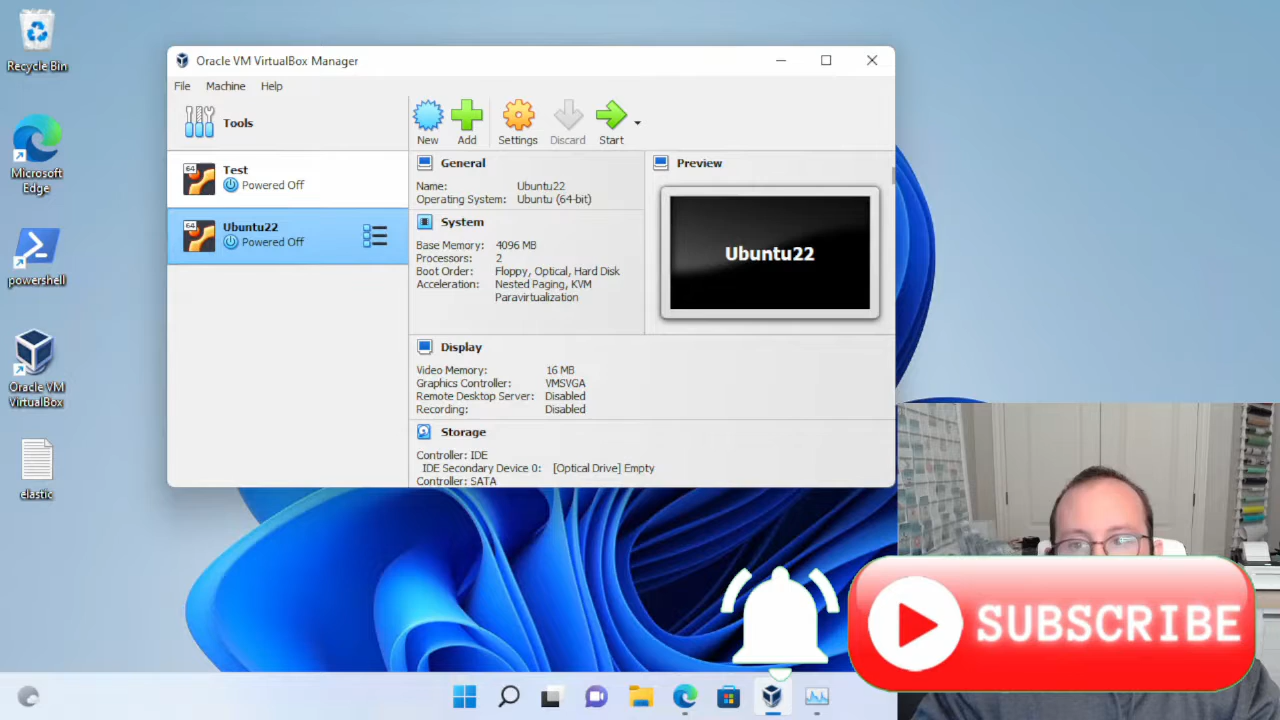 Recycle Bin
Microsoft
Edge
powershell
Oracle VM
VirtualBox
elastic
Oracle VM VirtualBox Manager
File Machine Help
Tools
New Add Settings Discard Start
64
Test
Powered Off
64
Ubuntu22
Powered Off
General
Name: Ubuntu22
Operating System: Ubuntu (64-bit)
System
Base Memory: 4096 MB
Processors: 2
Boot Order: Floppy, Optical, Hard Disk
Acceleration: Nested Paging, KVM
Paravirtualization
Preview
Ubuntu22
Display
Video Memory: 16 MB
Graphics Controller: VMSVGA
Remote Desktop Server: Disabled
Recording: Disabled
Storage
Controller: IDE
IDE Secondary Device 0: [Optical Drive] Empty
Controller: SATA
SUBSCRIBE